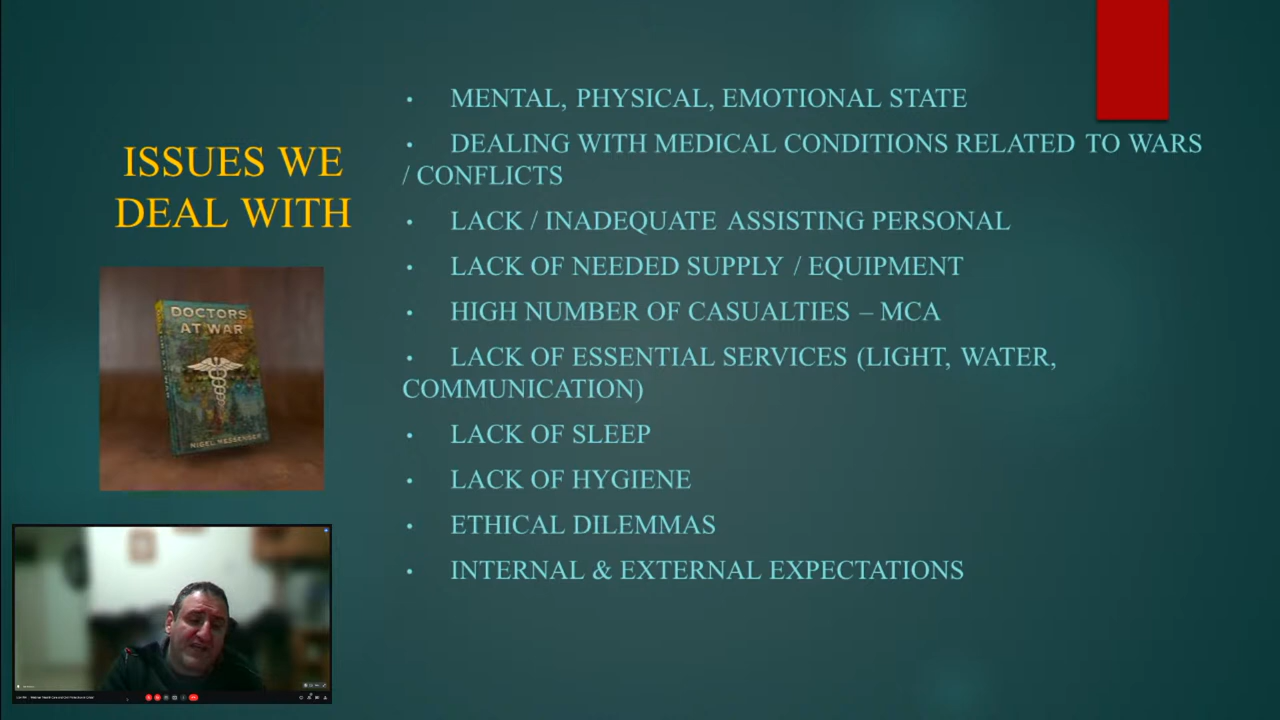 ISSUES WE
DEAL WITH
• MENTAL, PHYSICAL, EMOTIONAL STATE
• DEALING WITH MEDICAL CONDITIONS RELATED TO WARS
/ CONFLICTS
• LACK / INADEQUATE ASSISTING PERSONAL
• LACK OF NEEDED SUPPLY / EQUIPMENT
• HIGH NUMBER OF CASUALTIES – MCA
• LACK OF ESSENTIAL SERVICES (LIGHT, WATER,
COMMUNICATION)
• LACK OF SLEEP
• LACK OF HYGIENE
• ETHICAL DILEMMAS
• INTERNAL & EXTERNAL EXPECTATIONS
DOCTORS
AT WAR
NIGEL MESSENGER